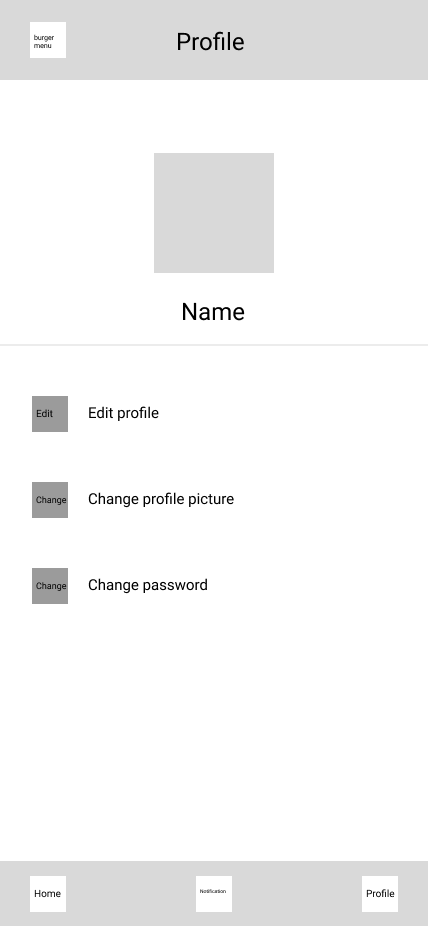 burger
menu
Profile
Name
Edit
Edit profile
Change
Change profile picture
Change
Change password
Home
Notification
Profile